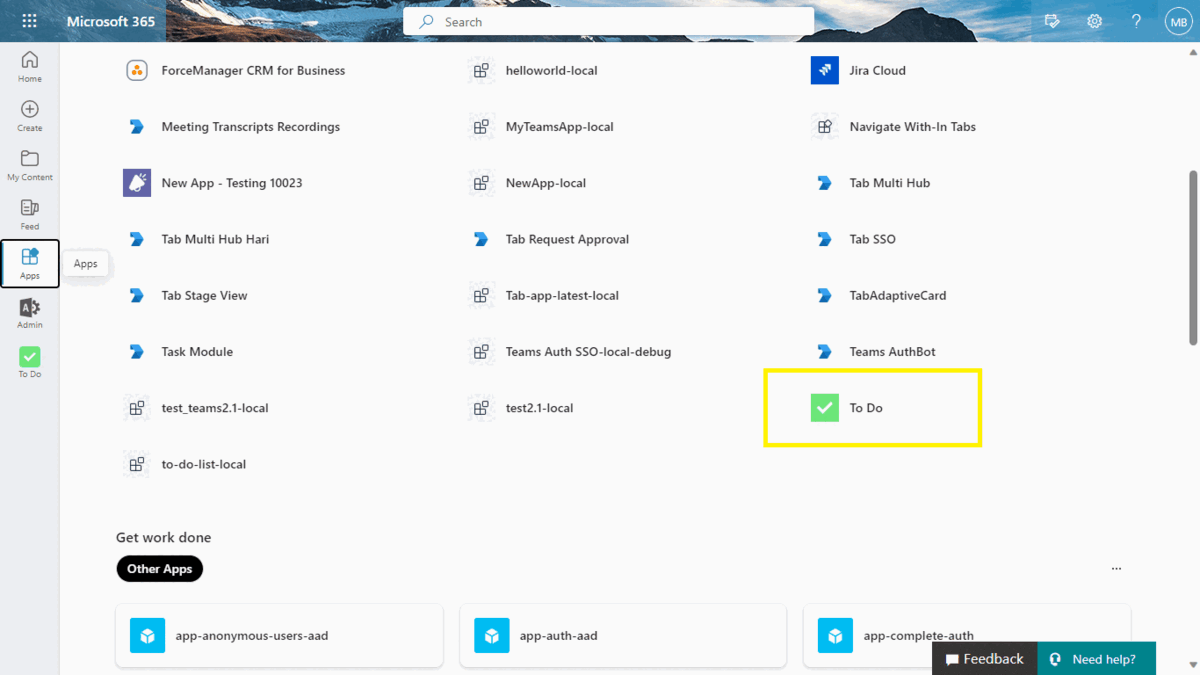 Microsoft 365
Search
MB
Home
Create
My Content
Feed
Apps
Apps
Admin
To Do
ForceManager CRM for Business
helloworld-local
Jira Cloud
Meeting Transcripts Recordings
MyTeamsApp-local
Navigate With-In Tabs
New App - Testing 10023
NewApp-local
Tab Multi Hub
Tab Multi Hub Hari
Tab Request Approval
Tab SSO
Tab Stage View
Tab-app-latest-local
TabAdaptiveCard
Task Module
Teams Auth SSO-local-debug
Teams AuthBot
test_teams2.1-local
test2.1-local
To Do
to-do-list-local
Get work done
Other Apps
...
app-anonymous-users-aad
app-auth-aad
app-complete-auth
Feedback
Need help?